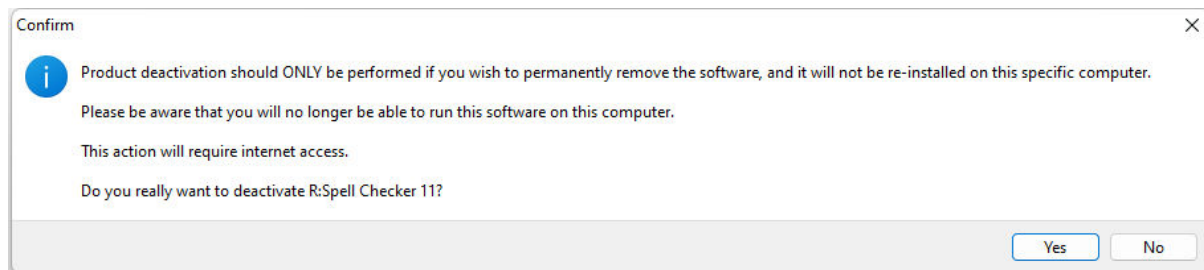 Confirm
Product deactivation should ONLY be performed if you wish to permanently remove the software, and it will not be re-installed on this specific computer.
Please be aware that you will no longer be able to run this software on this computer.
This action will require internet access.
Do you really want to deactivate R:Spell Checker 11?
Yes No